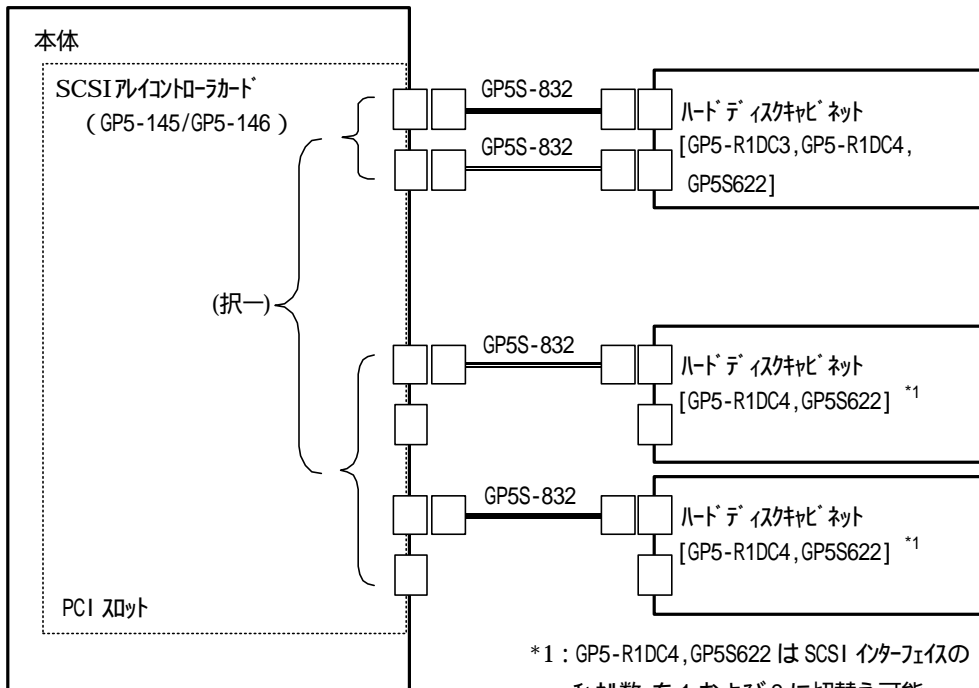 本体
SCSIアレイコントローラカード
(GP5-145/GP5-146)
(択一)
PCI スロット
GP5S-832
GP5S-832
ハードディスクキャビネット
[GP5-R1DC3,GP5-R1DC4,
GP5S622]
GP5S-832
ハードディスクキャビネット
[GP5-R1DC4,GP5S622] *1
GP5S-832
ハードディスクキャビネット
[GP5-R1DC4,GP5S622] *1
*1:GP5-R1DC4,GP5S622 は SCSI インターフェイスの